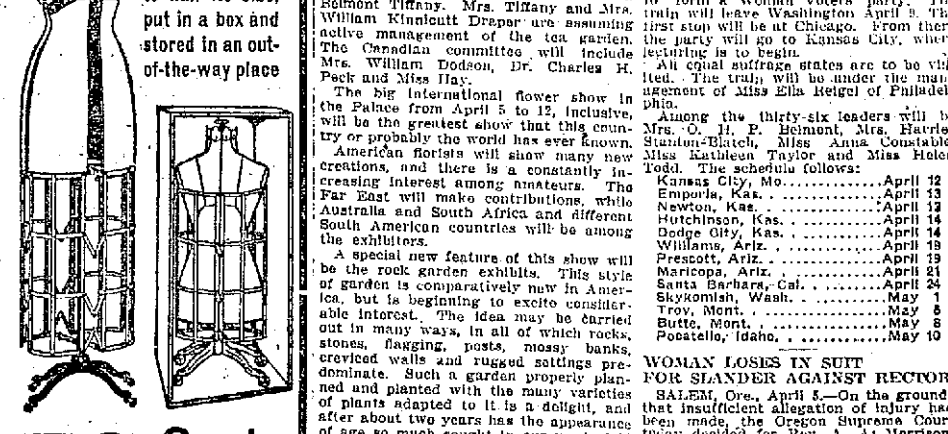 put in a box and
stored in an out-
of-the-way place
Belmont Tiffany. Mrs. Tiffany and Mrs.
William Kinnicutt Draper are assuming
active management of the tea garden.
The Canadian committee will include
Mrs. William Dodson, Dr. Charles H.
Peck and Miss Hay.
The big international flower show in
the Palace from April 5 to 12, inclusive,
will be the greatest show that this coun-
try or probably the world has ever known.
American florists will show many new
creations, and there is a constantly in-
creasing interest among amateurs. The
Far East will make contributions, while
Australia and South Africa and different
South American countries will be among
the exhibitors.
A special new feature of this show will
be the rock garden exhibits. This style
of garden is comparatively new in Amer-
ica, but is beginning to excite consider-
able interest. The idea may be carried
out in many ways, in all of which rocks,
stones, flagging, posts, mossy banks,
creviced walls and rugged settings pre-
dominate. Such a garden properly plan-
ned and planted with the many varieties
of plants adapted to it is a delight, and
after about two years has the appearance
of age so much sought in
train will leave Washington April 9. The
first stop will be at Chicago. From ther
the party will go to Kansas City, wher
lecturing is to begin.
All equal suffrage states are to be vis
ited. The train will be under the man
agement of Miss Ella Reigel of Philadel
phia.
Among the thirty-six leaders will b
Mrs. O. H. P. Belmont, Mrs. Harrie
Stanton-Blatch, Miss Anna Constable
Miss Kathleen Taylor and Miss Hele
Todd. The schedule follows:
Kansas City, Mo..............April 12
Emporia, Kas. ..............April 13
Newton, Kas. ..............April 13
Hutchinson, Kas. ............April 14
Dodge City, Kas. ............April 14
Williams, Ariz. ..............April 19
Prescott, Ariz. ..............April 20
Maricopa, Ariz. .............April 21
Santa Barbara, Cal. ..........April 24
Skykomish, Wash. ...........May 1
Troy, Mont. ................May 6
Butte, Mont. ...............May 8
Pocatello, Idaho. ............May 10
WOMAN LOSES IN SUIT
FOR SLANDER AGAINST RECTOR
SALEM, Ore., April 5.—On the ground
that insufficient allegation of injury had
been made, the Oregon Supreme Cour
today decided for Rev. A. A. Morrison